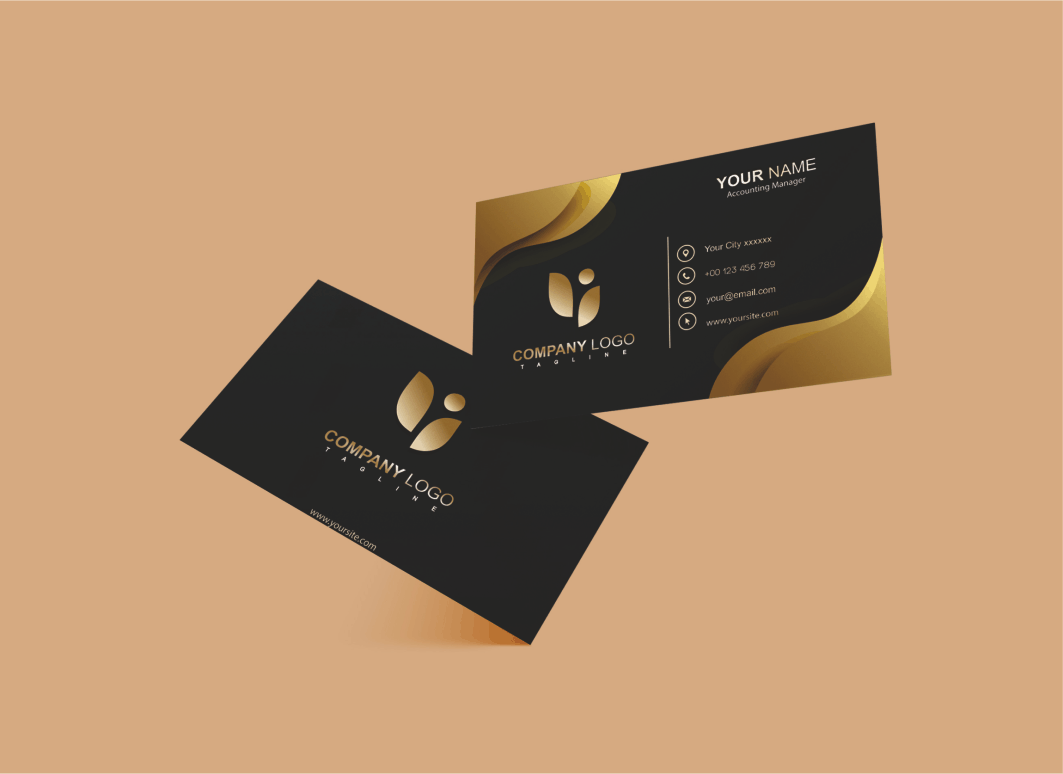 YOUR NAME
Accounting Manager
Your City xxxxxx
+00 123 456 789
your@email.com
www.yoursite.com
COMPANY LOGO
TAGLINE
COMPANY LOGO
TAGLINE
www.yoursite.com